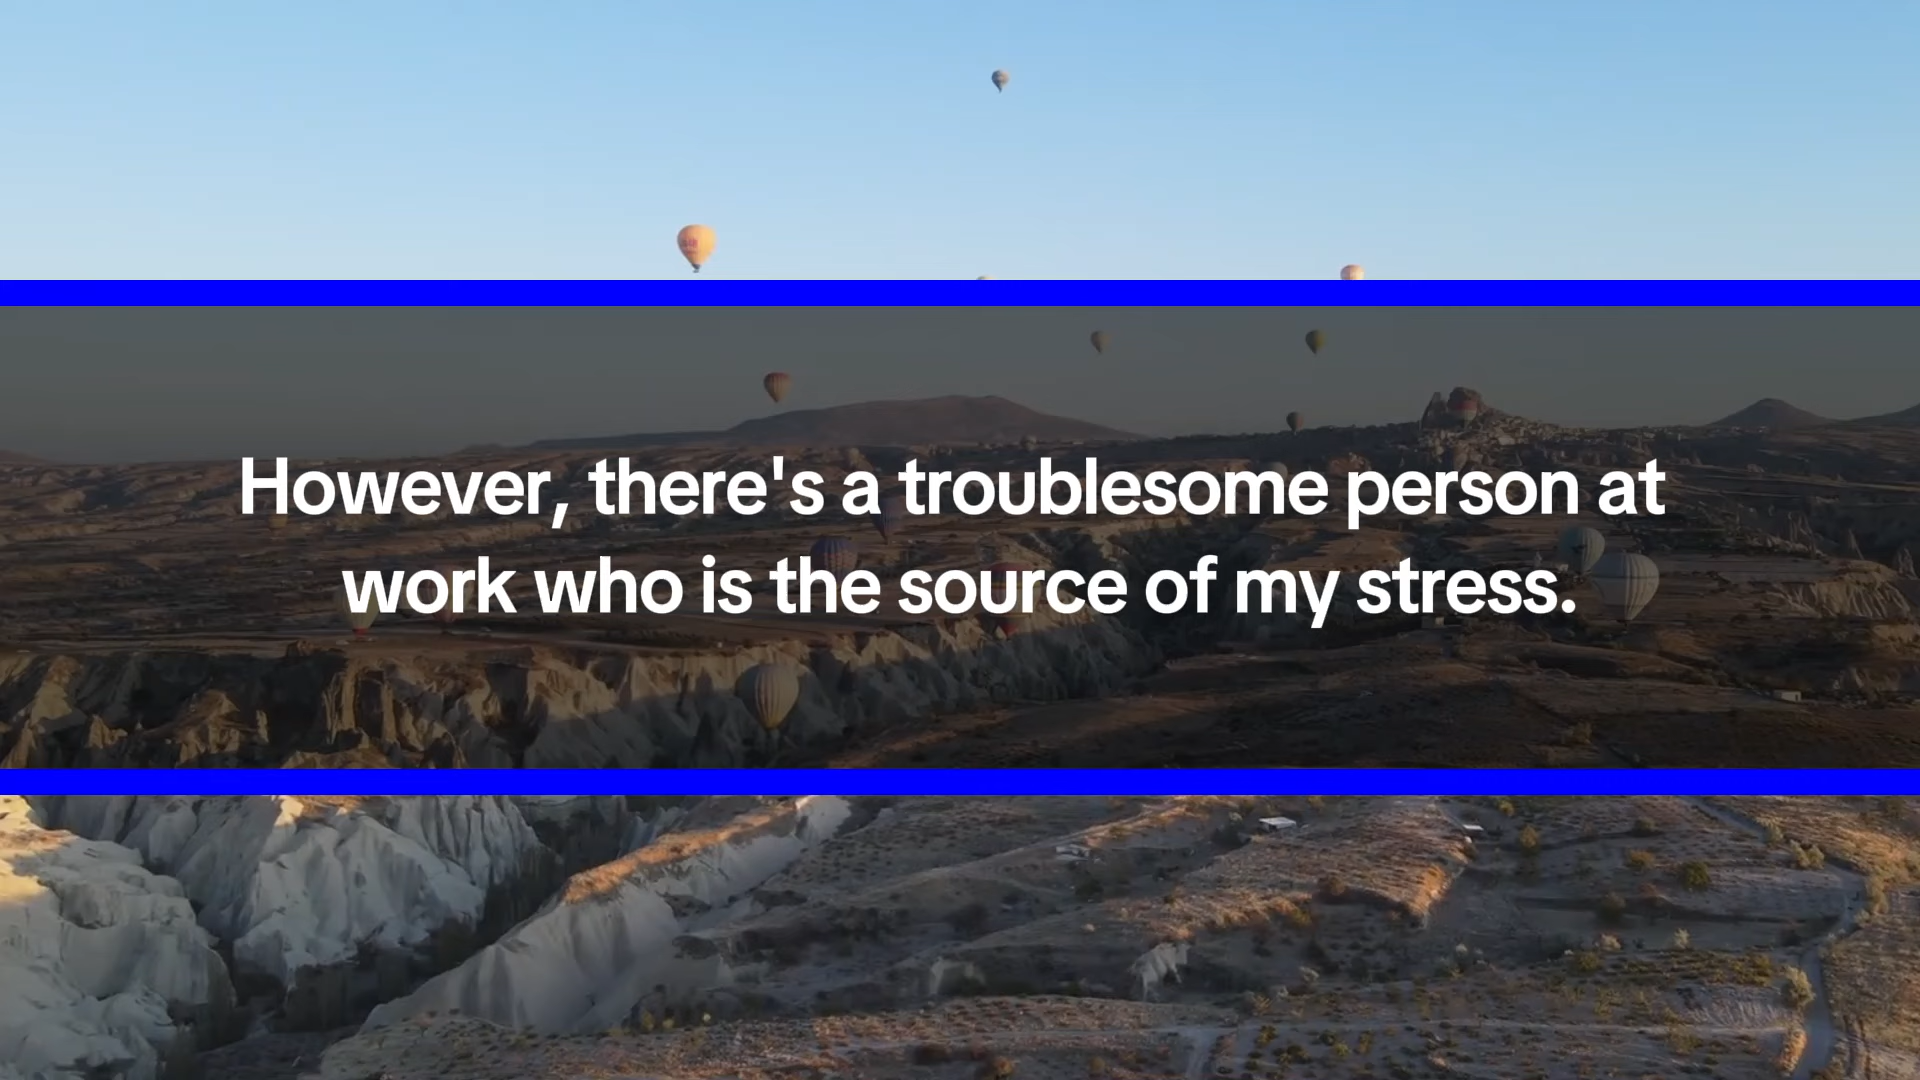 However, there's a troublesome person at
work who is the source of my stress.